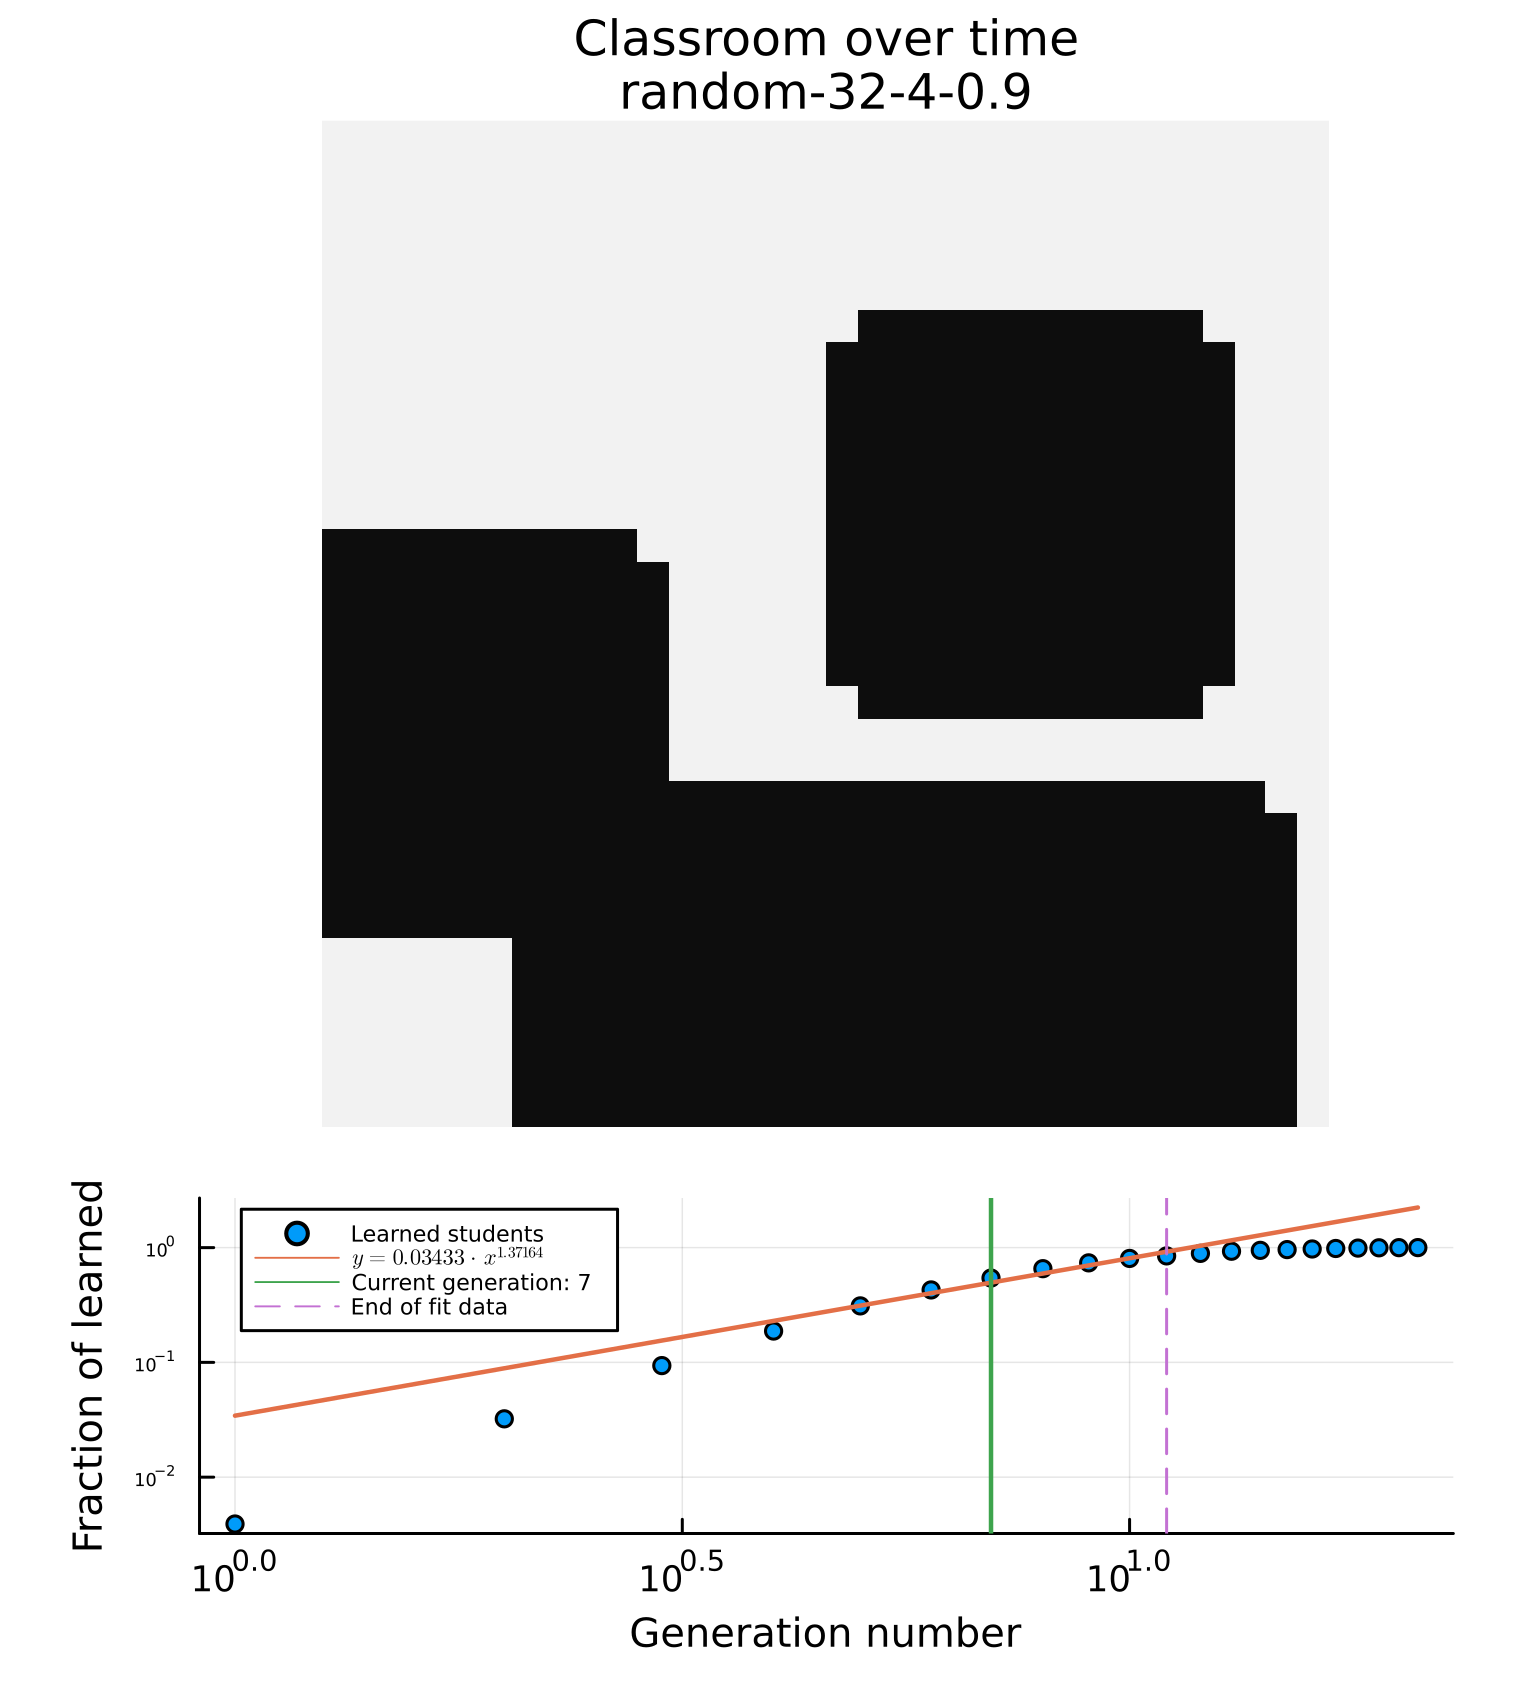 Classroom over time
random-32-4-0.9
Fraction of learned
10^0
10^−1
10^−2
Learned students
y = 0.03433 · x^1.37164
Current generation: 7
End of fit data
10^0.0
10^0.5
10^1.0
Generation number